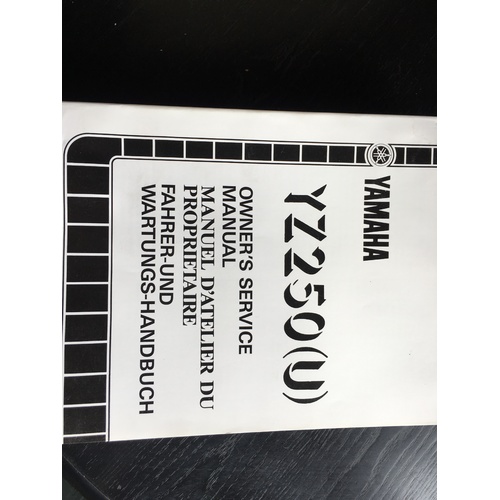 YAMAHA
YZ250(U)
OWNER'S SERVICE
MANUAL
MANUEL D'ATELIER DU
PROPRIETAIRE
FAHRER-UND
WARTUNGS-HANDBUCH